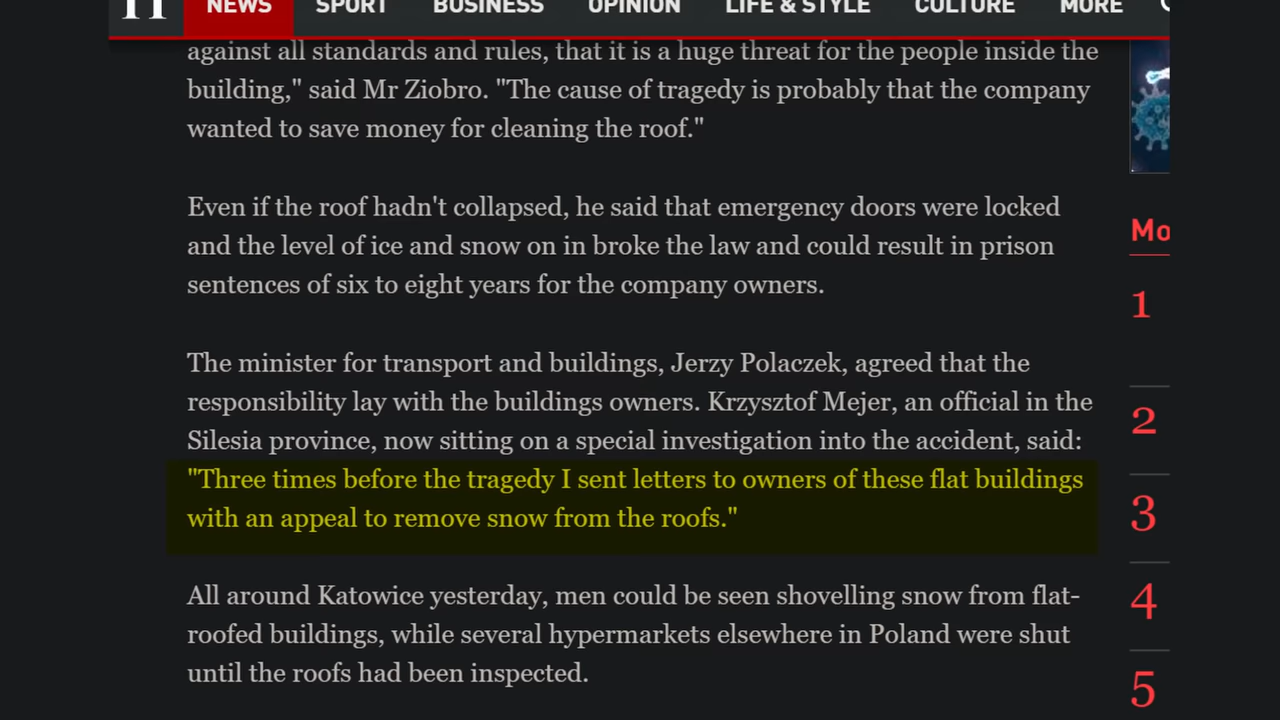 NEWS SPORT BUSINESS OPINION LIFE & STYLE CULTURE MORE
against all standards and rules, that it is a huge threat for the people inside the
building," said Mr Ziobro. "The cause of tragedy is probably that the company
wanted to save money for cleaning the roof."
Even if the roof hadn't collapsed, he said that emergency doors were locked
and the level of ice and snow on in broke the law and could result in prison
sentences of six to eight years for the company owners.
The minister for transport and buildings, Jerzy Polaczek, agreed that the
responsibility lay with the buildings owners. Krzysztof Mejer, an official in the
Silesia province, now sitting on a special investigation into the accident, said:
"Three times before the tragedy I sent letters to owners of these flat buildings
with an appeal to remove snow from the roofs."
All around Katowice yesterday, men could be seen shovelling snow from flat-
roofed buildings, while several hypermarkets elsewhere in Poland were shut
until the roofs had been inspected.
Mo
1
2
3
4
5